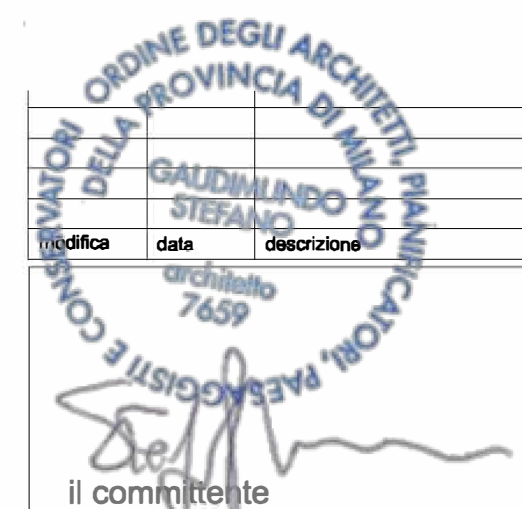 ORDINE DEGLI ARCHITETTI, PIANIFICATORI, PAESAGGISTI E CONSERVATORI
DELLA PROVINCIA DI MILANO
GAUDIMUNDO
STEFANO
architetto
7659
modifica data descrizione
il committente